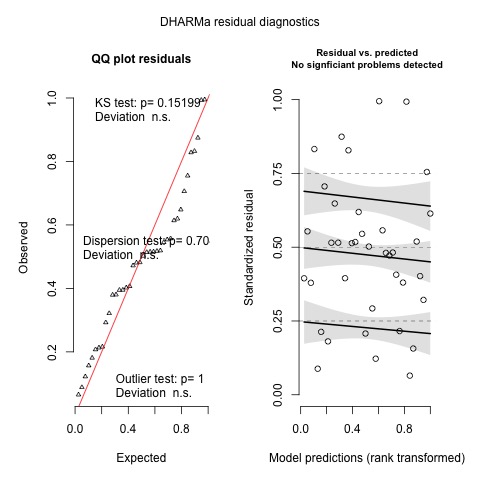 DHARMa residual diagnostics
QQ plot residuals
KS test: p= 0.15199
Deviation n.s.
Dispersion test: p= 0.70
Deviation n.s.
Outlier test: p= 1
Deviation n.s.
Observed
0.2
0.4
0.6
0.8
1.0
0.0
0.4
0.8
Expected
Residual vs. predicted
No signficiant problems detected
Standardized residual
0.00
0.25
0.50
0.75
1.00
0.0
0.4
0.8
Model predictions (rank transformed)